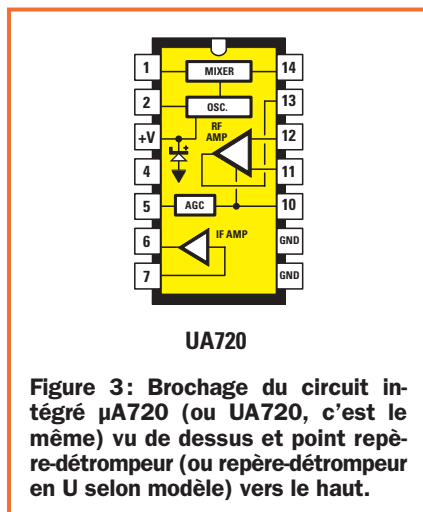 1 MIXER 14
2 OSC. 13
+V RF AMP 12
4 11
5 AGC 10
6 IF AMP GND
7 GND
UA720
Figure 3: Brochage du circuit in-
tégré µA720 (ou UA720, c'est le
même) vu de dessus et point repè-
re-détrompeur (ou repère-détrompeur
en U selon modèle) vers le haut.